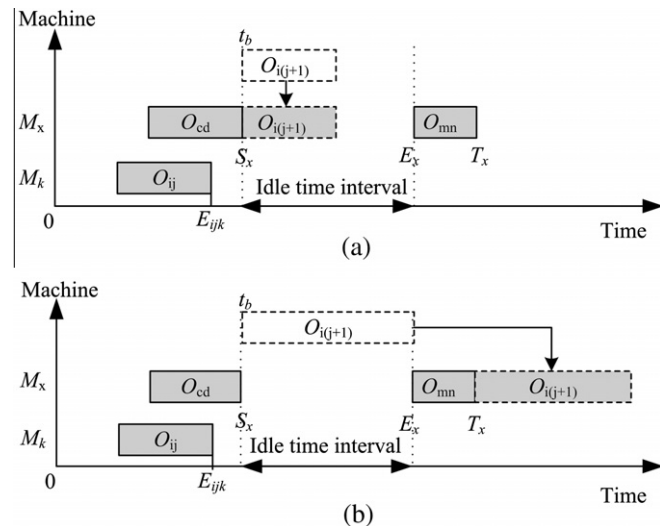 Machine
t_b
O_i(j+1)
M_x
O_cd
O_i(j+1)
O_mn
S_x
E_x
T_x
M_k
O_ij
Idle time interval
0
E_ijk
Time
(a)
Machine
t_b
O_i(j+1)
M_x
O_cd
O_mn
O_i(j+1)
S_x
E_x
T_x
M_k
O_ij
Idle time interval
0
E_ijk
Time
(b)